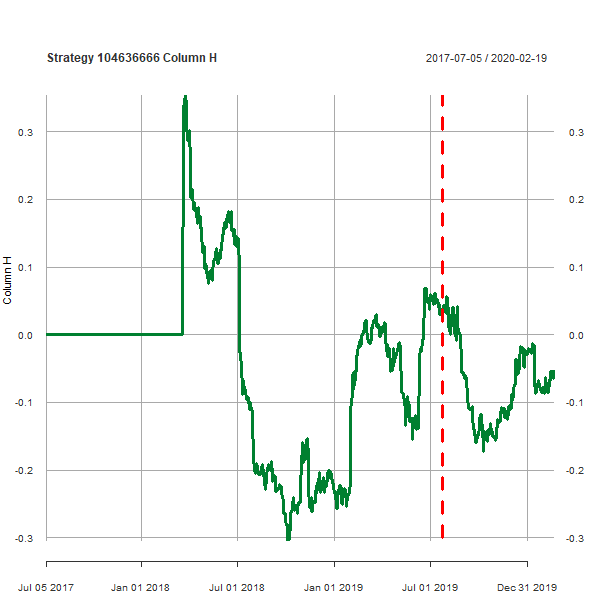 Strategy 104636666 Column H
2017-07-05 / 2020-02-19
0.3 0.3
0.2 0.2
0.1 0.1
Column H
0.0 0.0
-0.1 -0.1
-0.2 -0.2
-0.3 -0.3
Jul 05 2017 Jan 01 2018 Jul 01 2018 Jan 01 2019 Jul 01 2019 Dec 31 2019